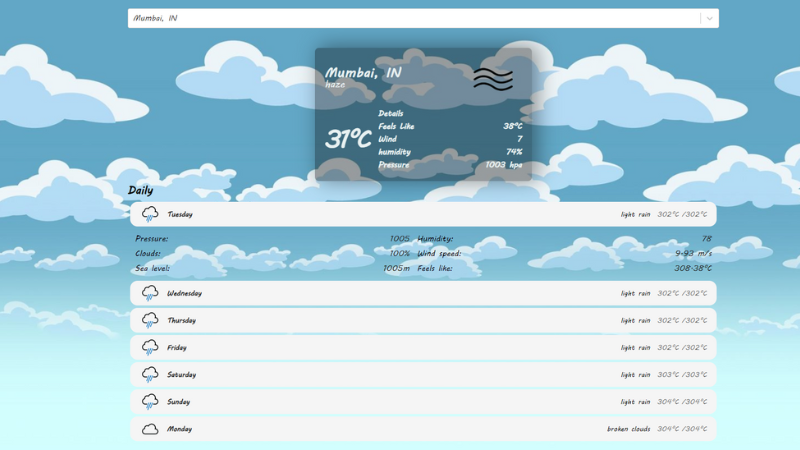 Mumbai, IN
Mumbai, IN
haze
31°C
Details
Feels Like 38°C
Wind 7
humidity 74%
Pressure 1003 hpa
Daily
Tuesday light rain 302°C /302°C
Pressure: 1005 Humidity: 78
Clouds: 100% Wind speed: 9.93 m/s
Sea level: 1005m Feels like: 308.38°C
Wednesday light rain 302°C /302°C
Thursday light rain 302°C /302°C
Friday light rain 302°C /302°C
Saturday light rain 303°C /303°C
Sunday light rain 304°C /304°C
Monday broken clouds 304°C /304°C